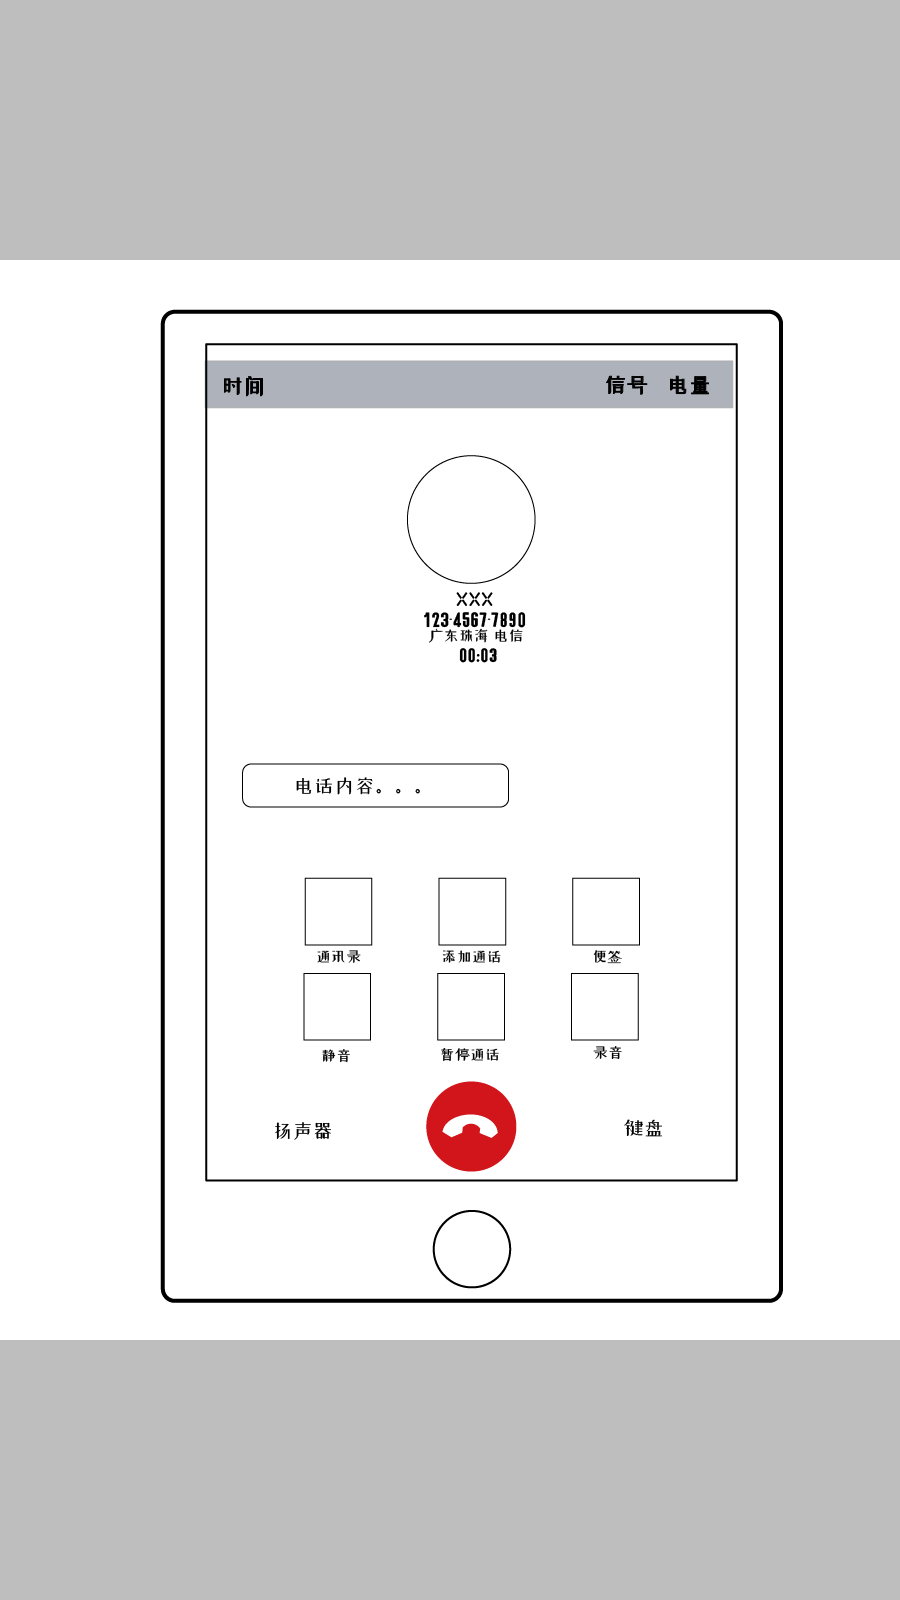 时间 信号 电量
XXX
123-4567-7890
广东珠海 电信
00:03
电话内容。。。
通讯录 添加通话 便签
静音 暂停通话 录音
扬声器 键盘